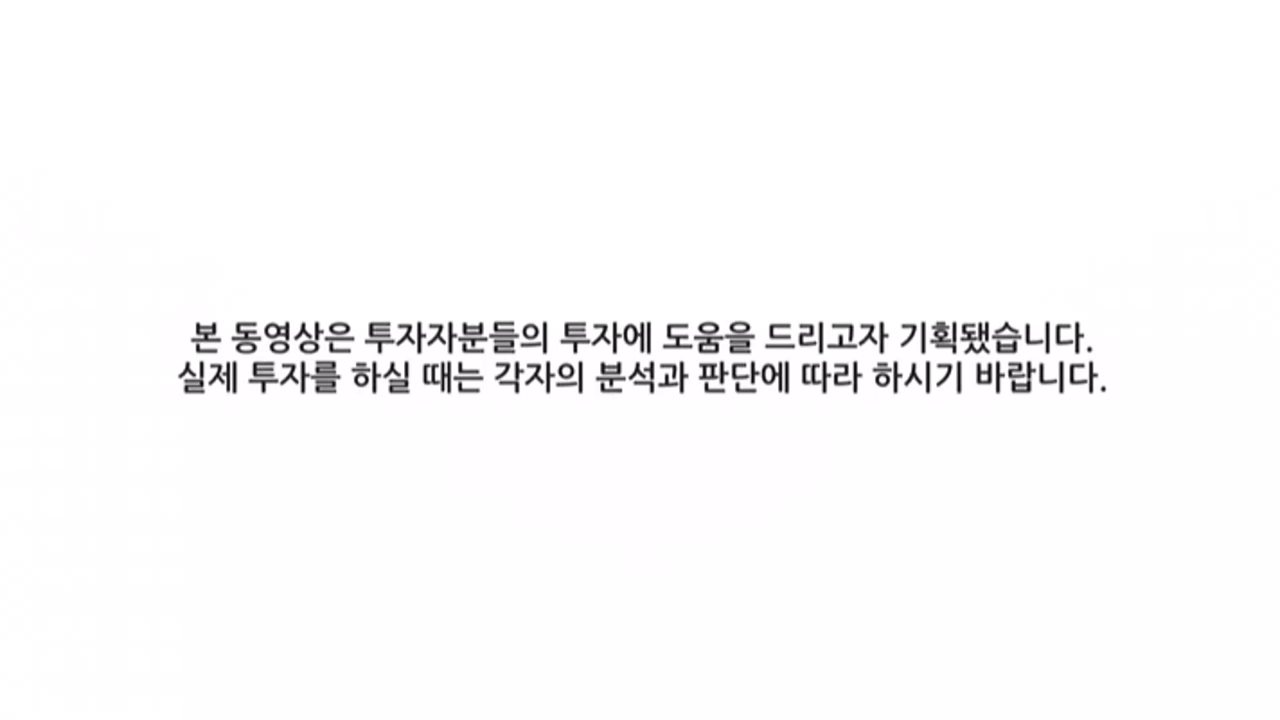 본 동영상은 투자자분들의 투자에 도움을 드리고자 기획됐습니다.
실제 투자를 하실 때는 각자의 분석과 판단에 따라 하시기 바랍니다.